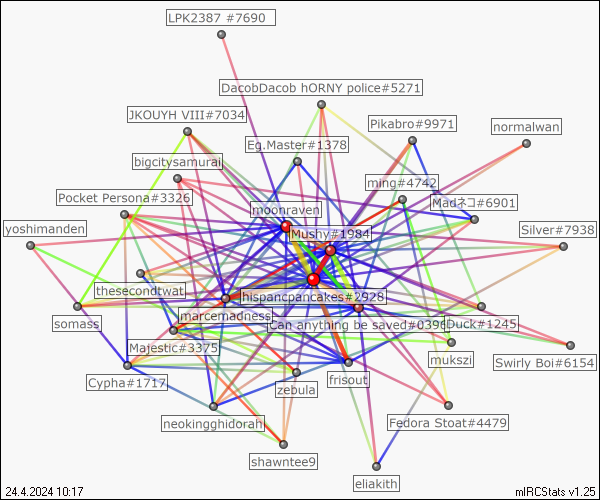 LPK2387 #7690
DacobDacob hORNY police#5271
JKOUYH VIII#7034
Pikabro#9971
normalwan
Eg.Master#1378
bigcitysamurai
ming#4742
Pocket Persona#3326
Madネコ#6901
moonraven
yoshimanden
Mushy#1984
Silver#7938
thesecondtwat
hispancpancakes#2928
somass
marcemadness
Can anything be saved#0396
Duck#1245
Majestic#3375
mukszi
Swirly Boi#6154
Cypha#1717
zebula
frisout
neokingghidorah
Fedora Stoat#4479
shawntee9
eliakith
24.4.2024 10:17
mIRCStats v1.25